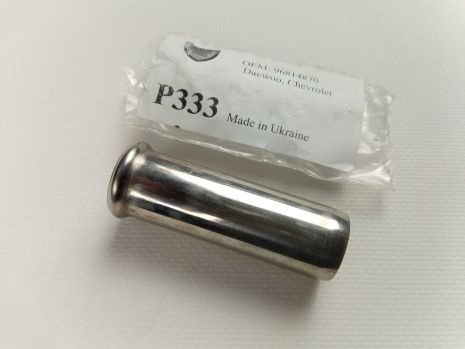 OEM: 96814870
Daewoo, Chevrolet
P333
Made in Ukraine